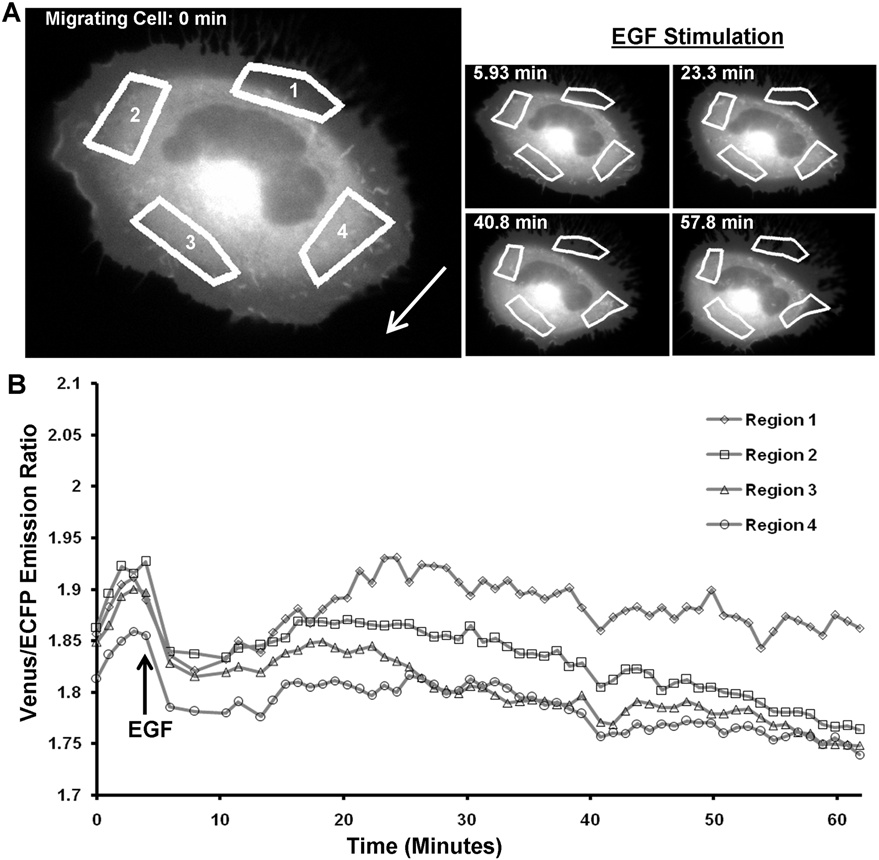 A
Migrating Cell: 0 min
1
2
3
4
EGF Stimulation
5.93 min
23.3 min
40.8 min
57.8 min
B
2.1
2.05
2
1.95
1.9
1.85
1.8
1.75
1.7
Venus/ECFP Emission Ratio
Region 1
Region 2
Region 3
Region 4
EGF
0 10 20 30 40 50 60
Time (Minutes)